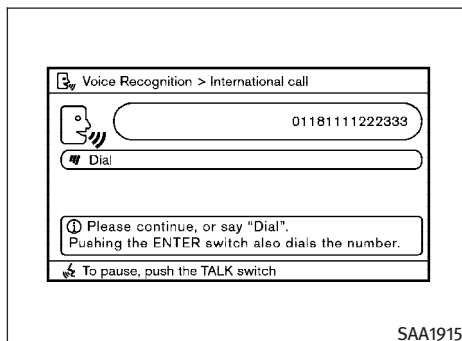 Voice Recognition > International call
01181111222333
Dial
Please continue, or say “Dial”.
Pushing the ENTER switch also dials the number.
To pause, push the TALK switch
SAA1915